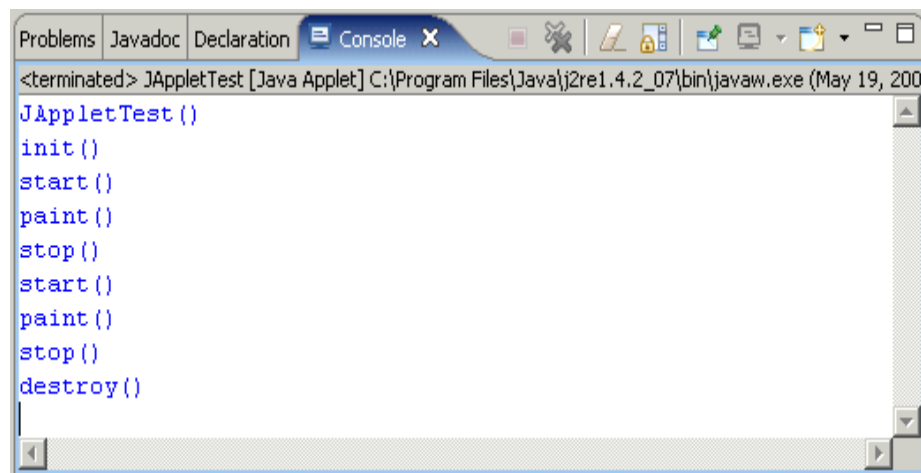 Problems Javadoc Declaration Console
<terminated> JAppletTest [Java Applet] C:\Program Files\Java\j2re1.4.2_07\bin\javaw.exe (May 19, 200
JAppletTest()
init()
start()
paint()
stop()
start()
paint()
stop()
destroy()